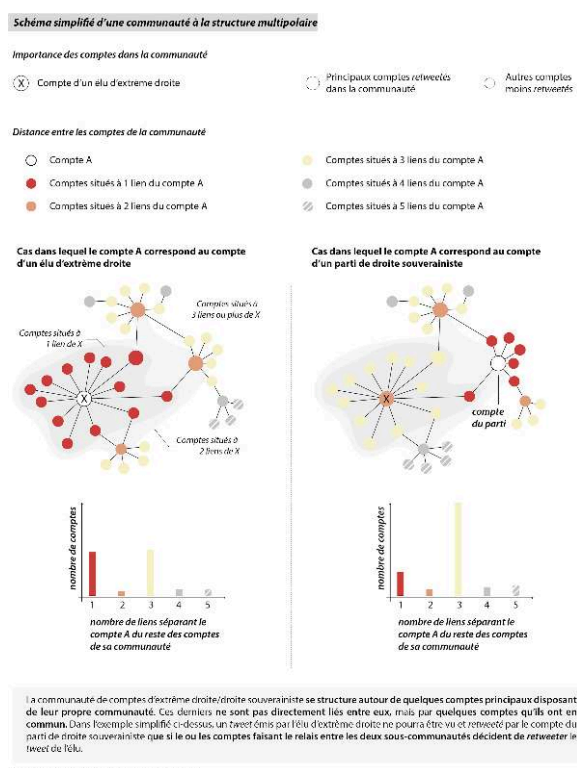 Schéma simplifié d'une communauté à la structure multipolaire
Importance des comptes dans la communauté
X
Compte d'un élu d'extrême droite
Principaux comptes retweetés
dans la communauté
Autres comptes
moins retweetés
Distance entre les comptes de la communauté
Compte A
Comptes situés à 1 lien du compte A
Comptes situés à 2 liens du compte A
Comptes situés à 3 liens du compte A
Comptes situés à 4 liens du compte A
Comptes situés à 5 liens du compte A
Cas dans lequel le compte A correspond au compte
d'un élu d'extrême droite
Comptes situés à
3 liens ou plus de X
Comptes situés à
1 lien de X
X
Comptes situés à
2 liens de X
nombre de comptes
1 2 3 4 5
nombre de liens séparant le
compte A du reste des comptes
de sa communauté
Cas dans lequel le compte A correspond au compte
d'un parti de droite souverainiste
X
compte
du parti
nombre de comptes
1 2 3 4 5
nombre de liens séparant le
compte A du reste des comptes
de sa communauté
La communauté de comptes d'extrême droite/droite souverainiste se structure autour de quelques comptes principaux disposant
de leur propre communauté. Ces derniers ne sont pas directement liés entre eux, mais par quelques comptes qu'ils ont en
commun. Dans l'exemple simplifié ci-dessus, un tweet émis par l'élu d'extrême droite ne pourra être vu et retweeté par le compte du
parti de droite souverainiste que si le ou les comptes faisant le relais entre les deux sous-communautés décident de retweeter le
tweet de l'élu.